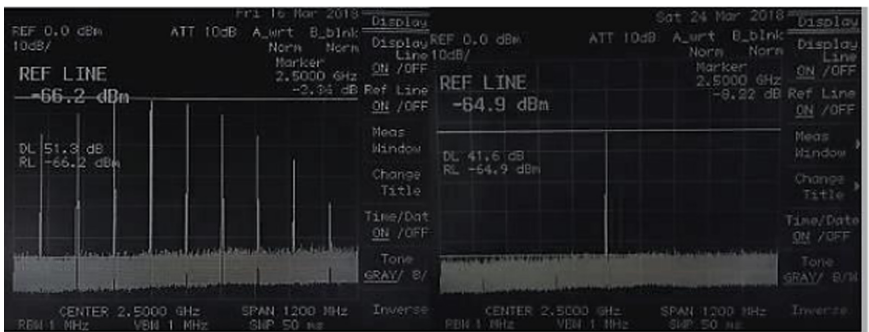 Fri 16 Mar 2018
Display
REF 0.0 dBm
ATT 10dB A_wrt B_blnk
10dB/
Norm Norm
Display
Line
ON /OFF
Marker
2.5000 GHz
REF LINE
-66.2 dBm
Ref Line
ON /OFF
DL 51.3 dB
RL -66.2 dBm
Meas
Window
Change
Title
Time/Dat
ON /OFF
Tone
GRAY/ B/
CENTER 2.5000 GHz
SPAN 1200 MHz
Inverse
RBW 1 MHz
VBW 1 MHz
SWP 50 ms
Sat 24 Mar 2018
Display
REF 0.0 dBm
ATT 10dB A_wrt B_blnk
10dB/
Norm Norm
Display
Line
ON /OFF
Marker
2.5000 GHz
REF LINE
-64.9 dBm
Ref Line
ON /OFF
DL 41.6 dB
RL -64.9 dBm
Meas
Window
Change
Title
Time/Date
ON /OFF
Tone
GRAY/ B/W
CENTER 2.5000 GHz
SPAN 1200 MHz
Inverse
RBW 1 MHz
VBW 1 MHz
SWP 50 ms